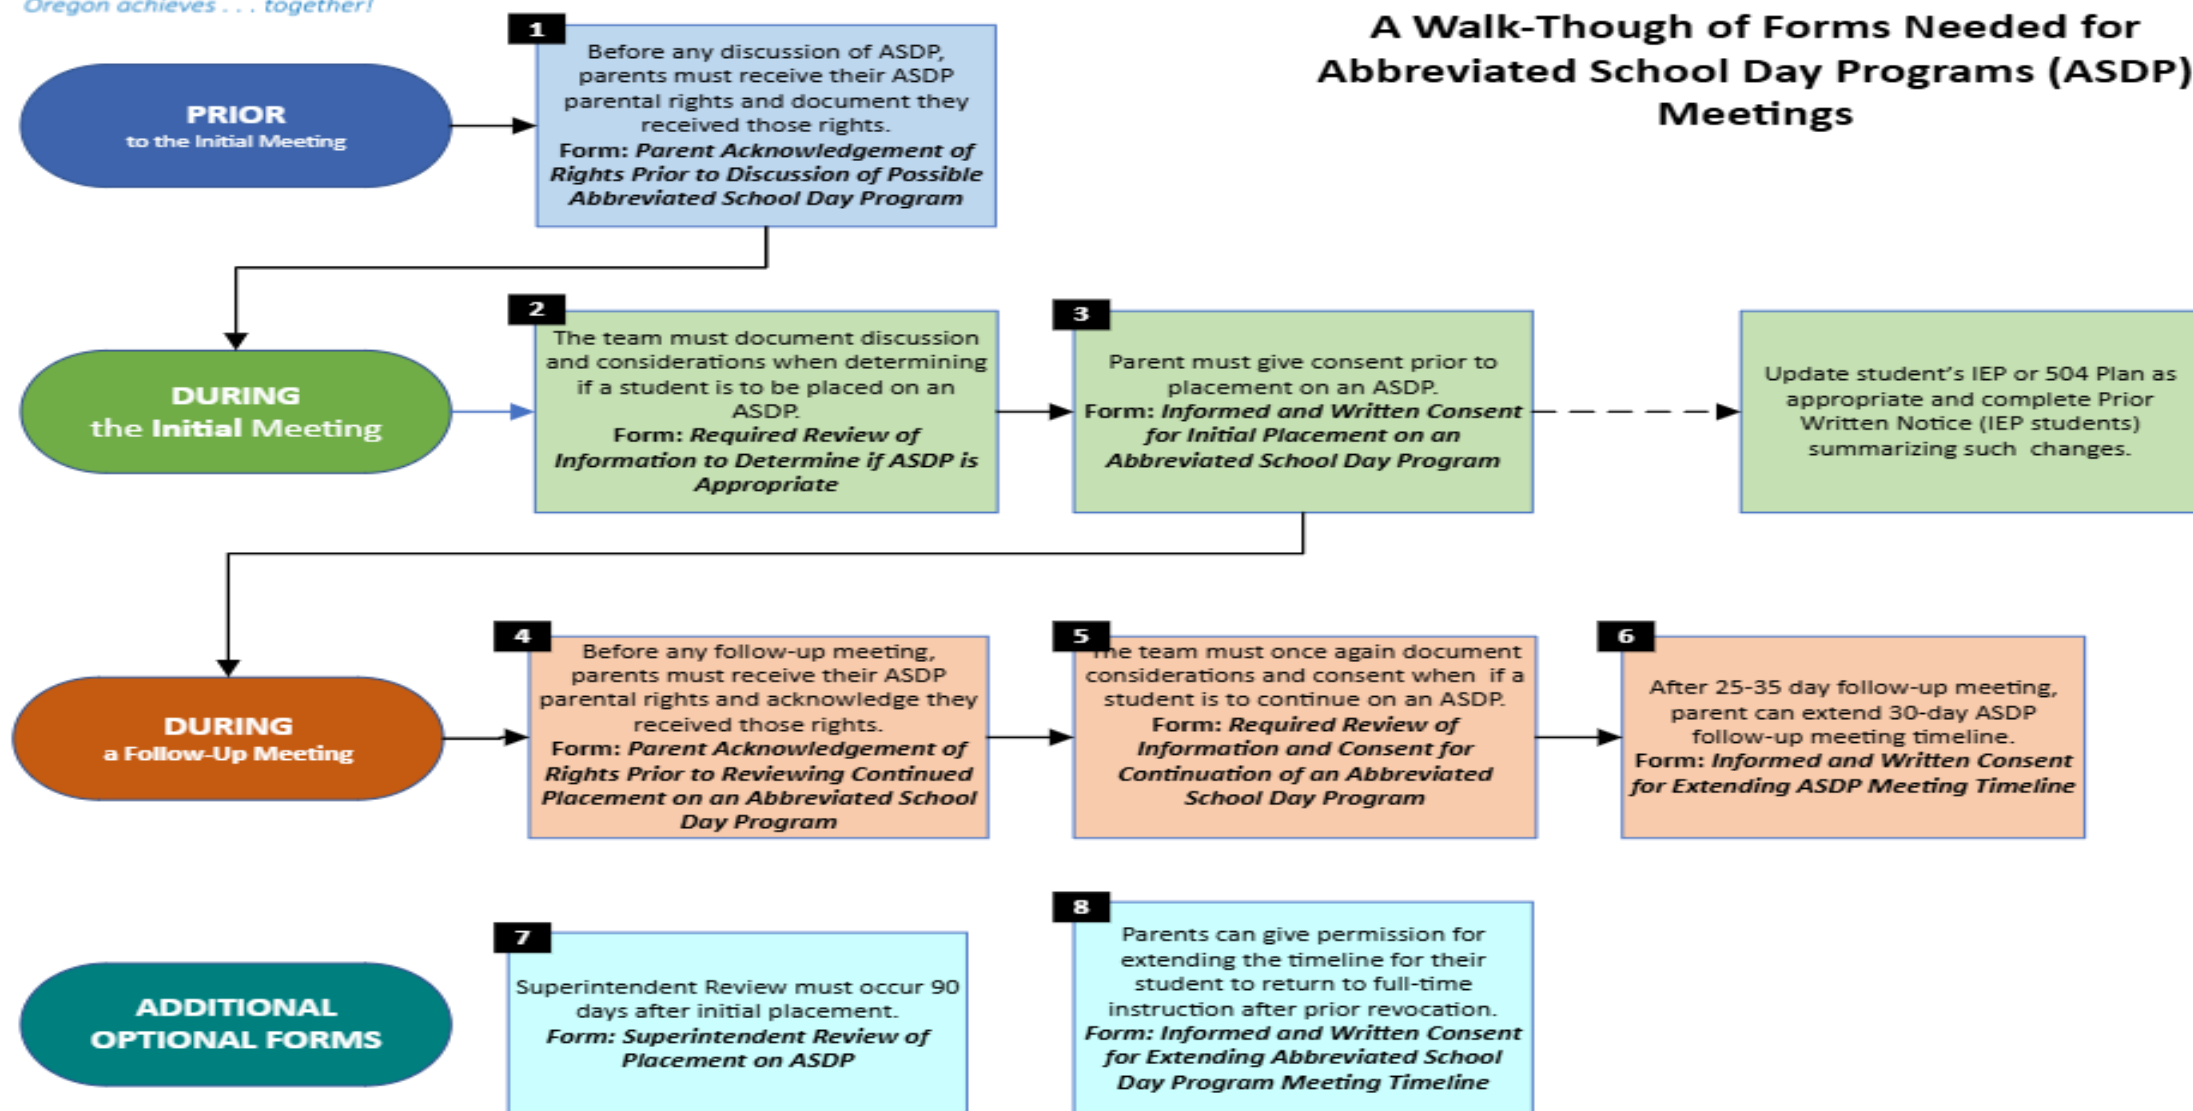 Oregon achieves . . . together!
A Walk-Though of Forms Needed for
Abbreviated School Day Programs (ASDP)
Meetings
PRIOR
to the Initial Meeting
1
Before any discussion of ASDP,
parents must receive their ASDP
parental rights and document they
received those rights.
Form: Parent Acknowledgement of
Rights Prior to Discussion of Possible
Abbreviated School Day Program
DURING
the Initial Meeting
2
The team must document discussion
and considerations when determining
if a student is to be placed on an
ASDP.
Form: Required Review of
Information to Determine if ASDP is
Appropriate
3
Parent must give consent prior to
placement on an ASDP.
Form: Informed and Written Consent
for Initial Placement on an
Abbreviated School Day Program
Update student’s IEP or 504 Plan as
appropriate and complete Prior
Written Notice (IEP students)
summarizing such changes.
DURING
a Follow-Up Meeting
4
Before any follow-up meeting,
parents must receive their ASDP
parental rights and acknowledge they
received those rights.
Form: Parent Acknowledgement of
Rights Prior to Reviewing Continued
Placement on an Abbreviated School
Day Program
5
The team must once again document
considerations and consent when if a
student is to continue on an ASDP.
Form: Required Review of
Information and Consent for
Continuation of an Abbreviated
School Day Program
6
After 25-35 day follow-up meeting,
parent can extend 30-day ASDP
follow-up meeting timeline.
Form: Informed and Written Consent
for Extending ASDP Meeting Timeline
ADDITIONAL
OPTIONAL FORMS
7
Superintendent Review must occur 90
days after initial placement.
Form: Superintendent Review of
Placement on ASDP
8
Parents can give permission for
extending the timeline for their
student to return to full-time
instruction after prior revocation.
Form: Informed and Written Consent
for Extending Abbreviated School
Day Program Meeting Timeline